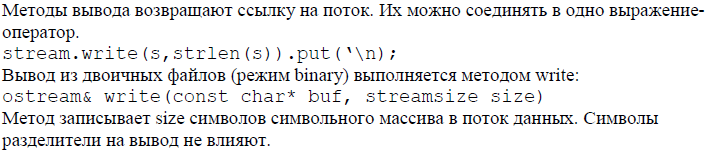 Методы вывода возвращают ссылку на поток. Их можно соединять в одно выражение-
оператор.
stream.write(s,strlen(s)).put(‘\n);
Вывод из двоичных файлов (режим binary) выполняется методом write:
ostream& write(const char* buf, streamsize size)
Метод записывает size символов символьного массива в поток данных. Символы
разделители на вывод не влияют.